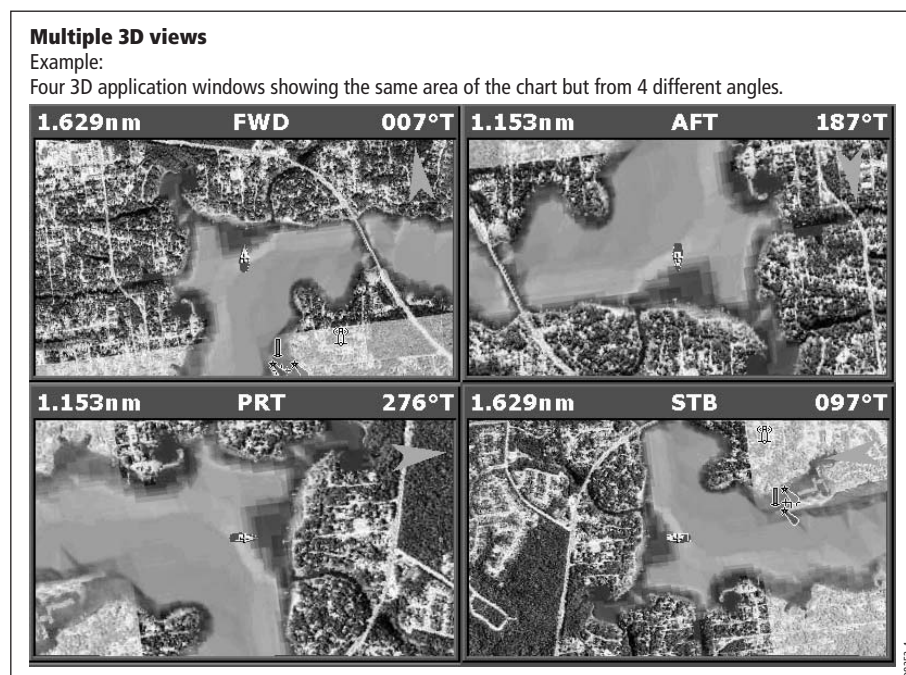 Multiple 3D views
Example:
Four 3D application windows showing the same area of the chart but from 4 different angles.
1.629nm FWD 007°T
1.153nm AFT 187°T
1.153nm PRT 276°T
1.629nm STB 097°T